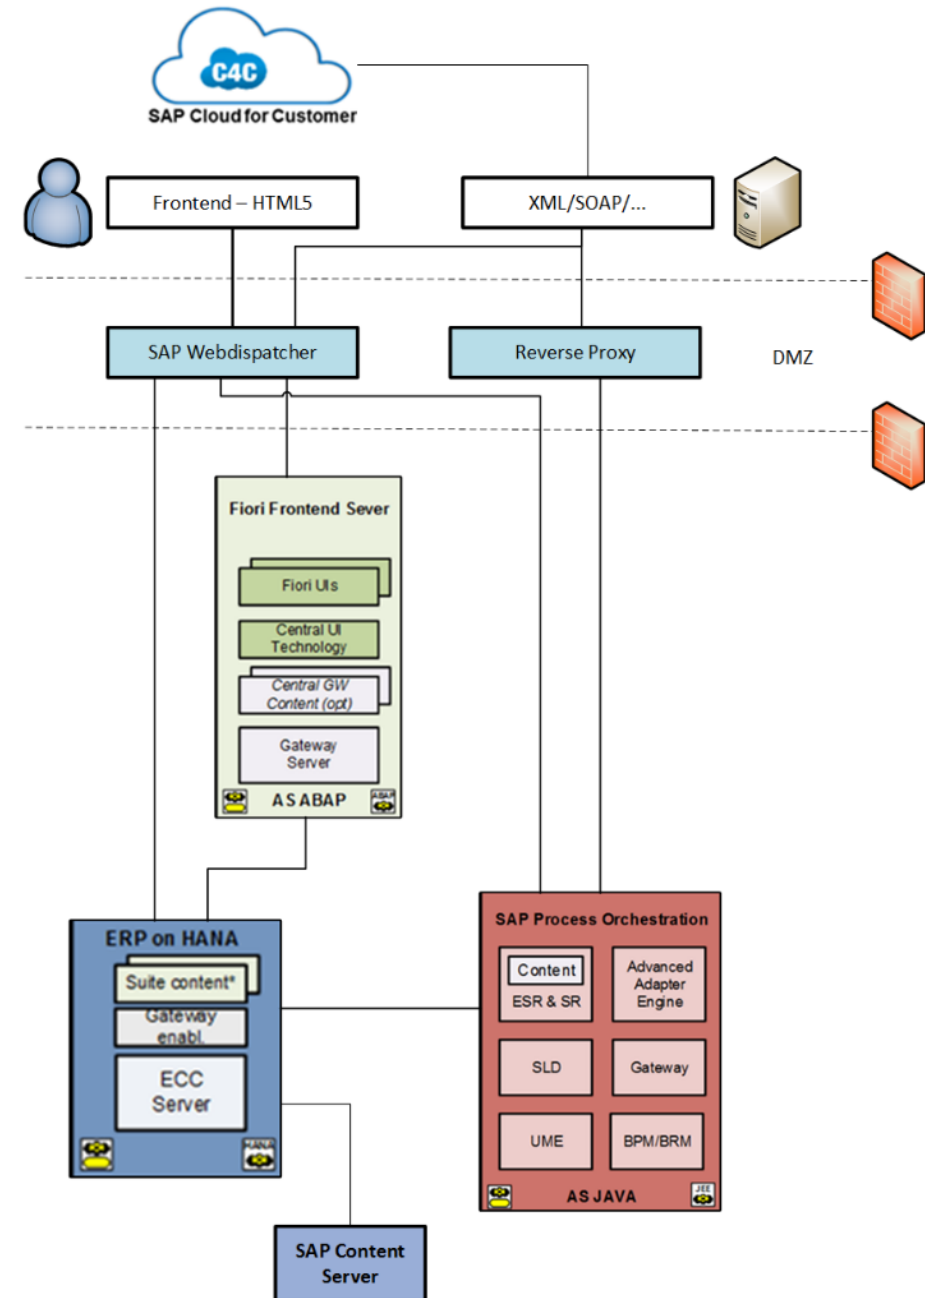 C4C
SAP Cloud for Customer
Frontend – HTML5
XML/SOAP/...
SAP Webdispatcher
Reverse Proxy
DMZ
Fiori Frontend Sever
Fiori UIs
Central UI
Technology
Central GW
Content (opt)
Gateway
Server
AS ABAP
ABAP
ERP on HANA
Suite content*
Gateway
enabl.
ECC
Server
HANA
SAP Process Orchestration
Content
ESR & SR
Advanced
Adapter
Engine
SLD
Gateway
UME
BPM/BRM
AS JAVA
JEE
SAP Content
Server